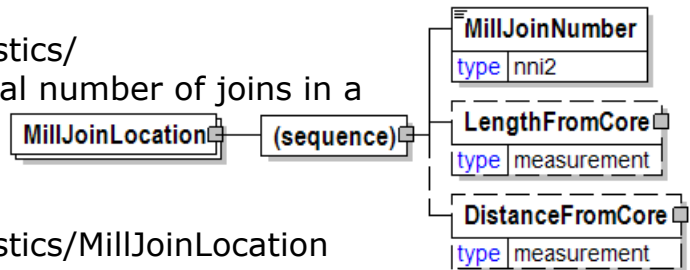 stics/
al number of joins in a
MillJoinLocation
(sequence)
MillJoinNumber
type nni2
LengthFromCore
type measurement
DistanceFromCore
type measurement
stics/MillJoinLocation